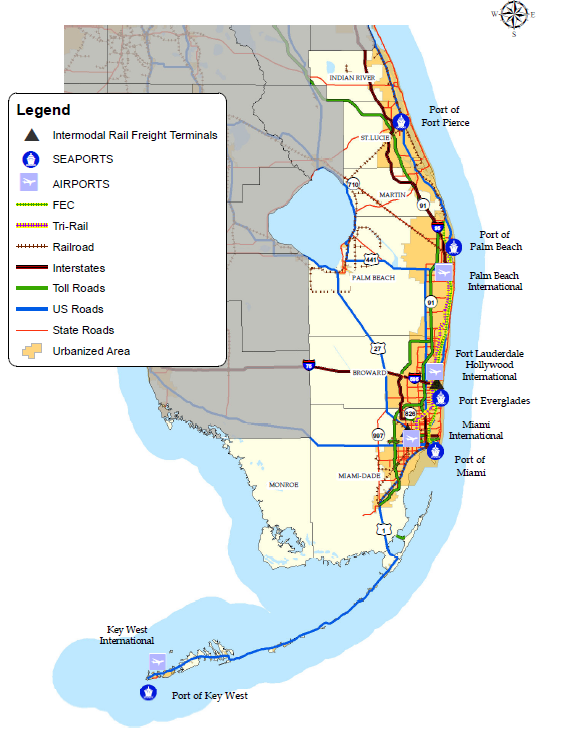 W
E
S
INDIAN RIVER
Port of
Fort Pierce
ST.LUCIE
Legend
Intermodal Rail Freight Terminals
SEAPORTS
AIRPORTS
FEC
Tri-Rail
Railroad
Interstates
Toll Roads
US Roads
State Roads
Urbanized Area
710
MARTIN
91
Port of
Palm Beach
441
PALM BEACH
Palm Beach
International
91
27
Fort Lauderdale
Hollywood
International
BROWARD
Port Everglades
826
997
Miami
International
Port of
Miami
MIAMI-DADE
MONROE
1
Key West
International
Port of Key West